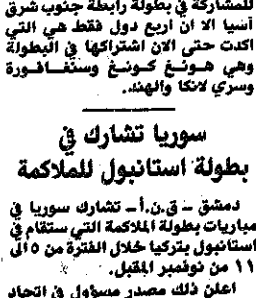 للمشاركة في بطولة رابطة جنوب شرق
آسيا الا ان اربع دول فقط هي التي
اكدت حتى الان اشتراكها في البطولة
وهي هونغ كونغ وسنغافورة
وسري لانكا والهند.
سوريا تشارك في
بطولة استانبول للملاكمة
دمشق - ق.ن.أ - تشارك سوريا في
مباريات بطولة الملاكمة التي ستقام في
استانبول بتركيا خلال الفترة من ٥ الى
١١ من نوفمبر المقبل.
اعلن ذلك مصدر مسؤول في اتحاد